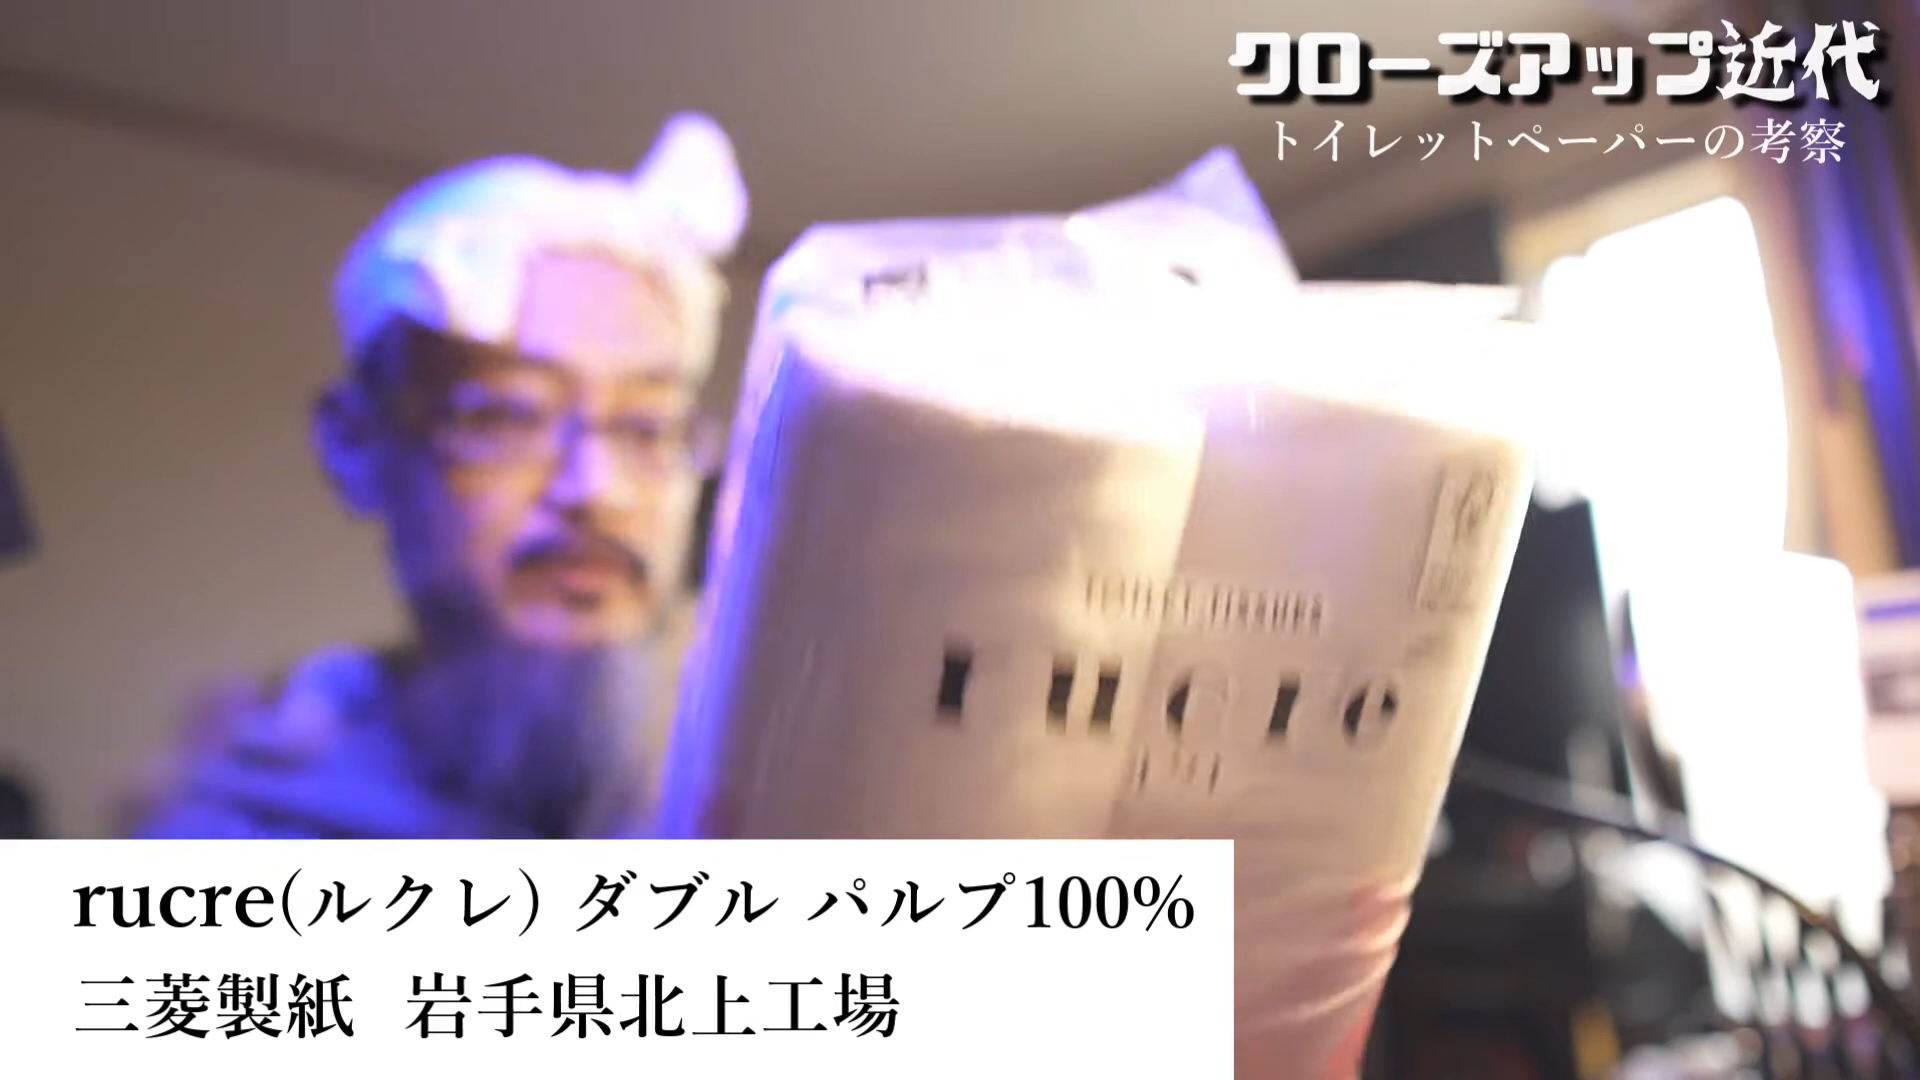 クローズアップ近代
トイレットペーパーの考察
TOILET TISSUES
rucre
rucre(ルクレ) ダブル パルプ100%
三菱製紙 岩手県北上工場